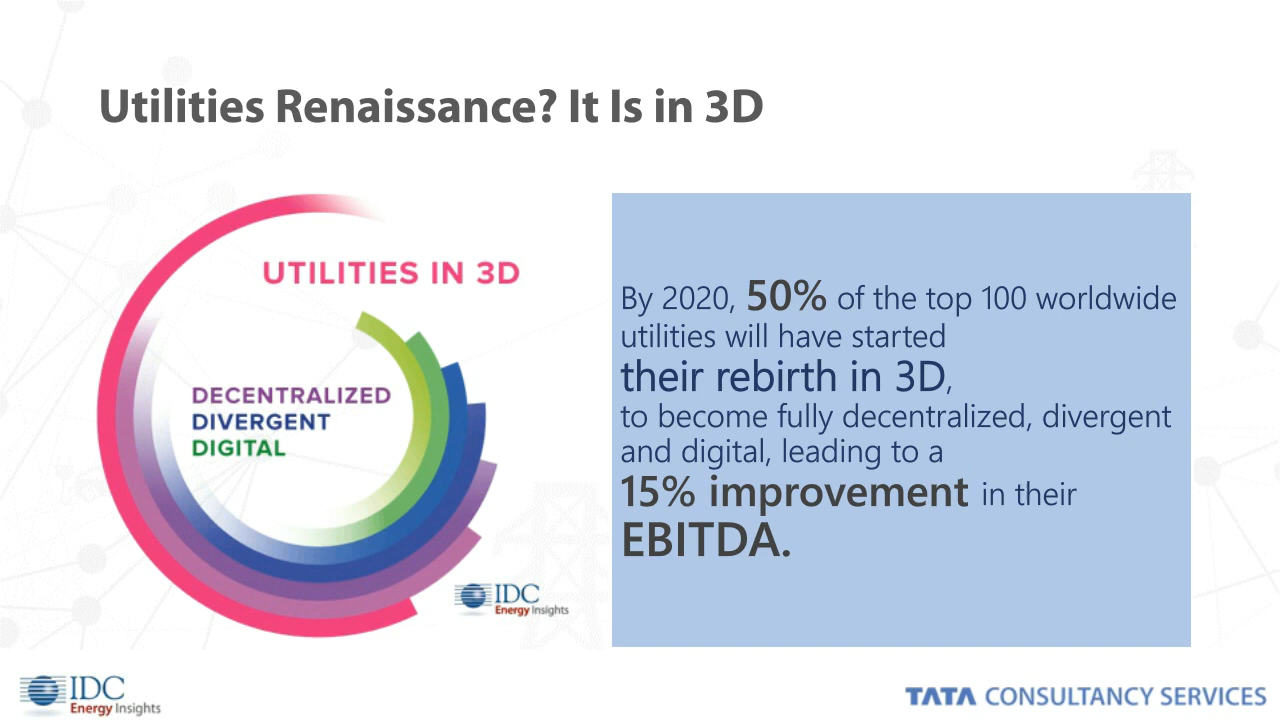 Utilities Renaissance? It Is in 3D
UTILITIES IN 3D
DECENTRALIZED
DIVERGENT
DIGITAL
IDC
Energy Insights
By 2020, 50% of the top 100 worldwide
utilities will have started
their rebirth in 3D,
to become fully decentralized, divergent
and digital, leading to a
15% improvement in their
EBITDA.
IDC
Energy Insights
TATA CONSULTANCY SERVICES